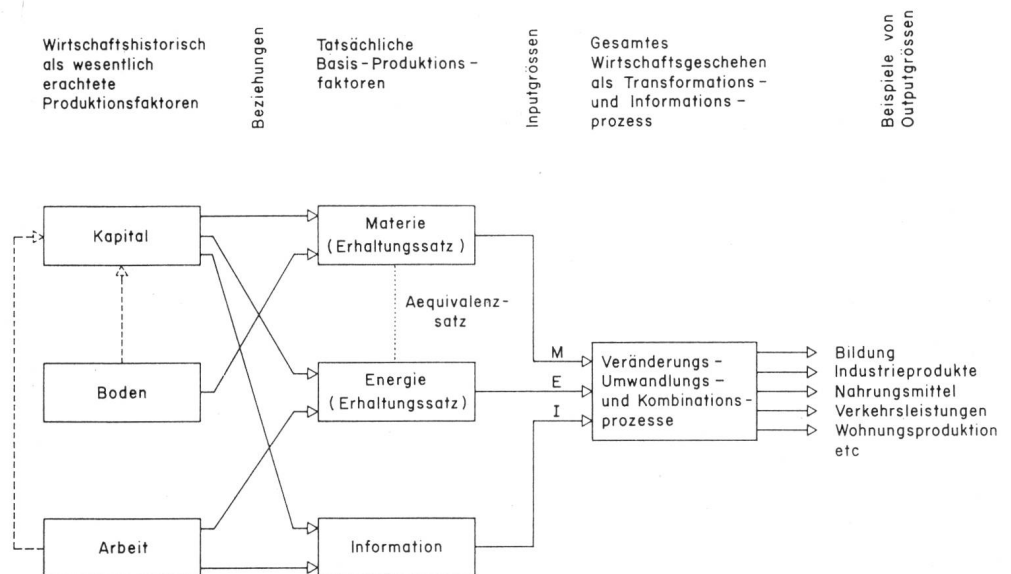 Wirtschaftshistorisch
als wesentlich
erachtete
Produktionsfaktoren
Beziehungen
Tatsächliche
Basis-Produktions-
faktoren
Inputgrössen
Gesamtes
Wirtschaftsgeschehen
als Transformations-
und Informations-
prozess
Beispiele von
Outputgrössen
Kapital
Materie
(Erhaltungssatz)
Aequivalenz-
satz
Boden
Energie
(Erhaltungssatz)
M
E
I
Veränderungs-
Umwandlungs-
und Kombinations-
prozesse
Bildung
Industrieprodukte
Nahrungsmittel
Verkehrsleistungen
Wohnungsproduktion
etc
Arbeit
Information